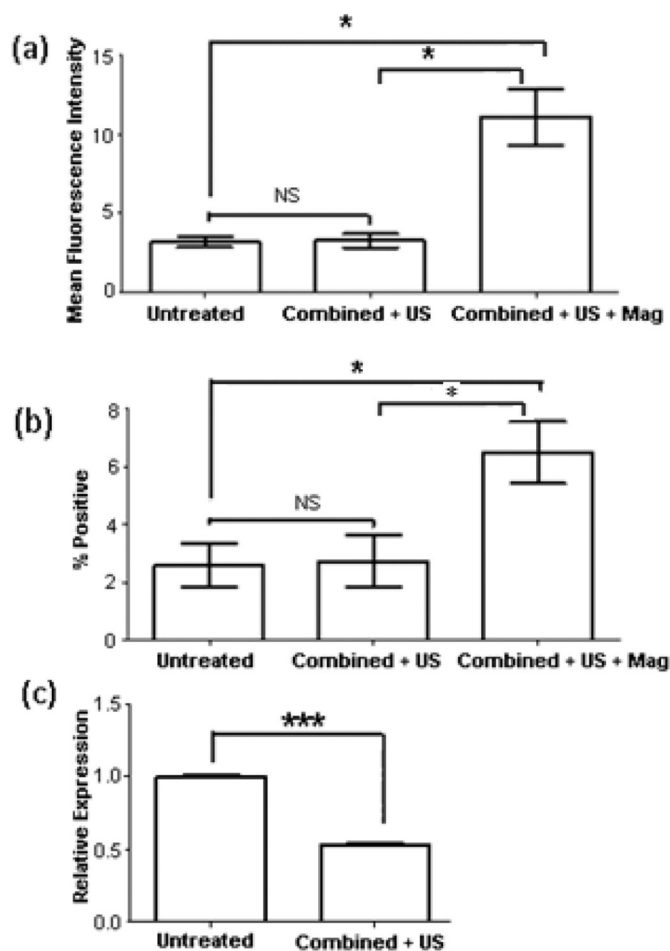 (a)
Mean Fluorescence Intensity
15
10
5
0
*
*
NS
Untreated
Combined + US
Combined + US + Mag
(b)
% Positive
8
6
4
2
0
*
*
NS
Untreated
Combined + US
Combined + US + Mag
(c)
Relative Expression
1.5
1.0
0.5
0.0
***
Untreated
Combined + US